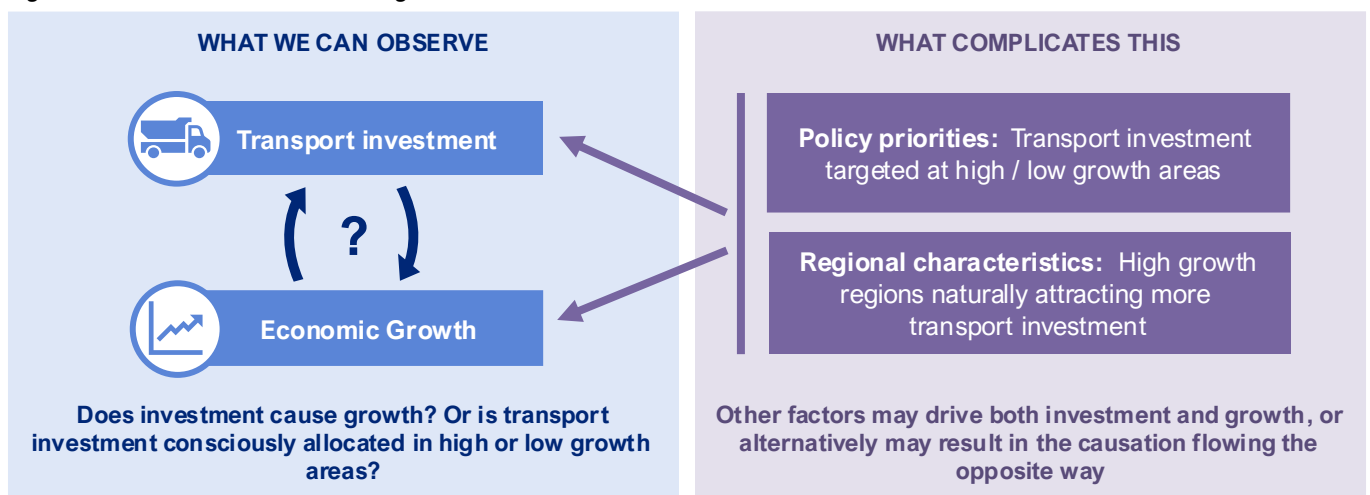 WHAT WE CAN OBSERVE
Transport investment
?
Economic Growth
Does investment cause growth? Or is transport
investment consciously allocated in high or low growth
areas?
WHAT COMPLICATES THIS
Policy priorities: Transport investment
targeted at high / low growth areas
Regional characteristics: High growth
regions naturally attracting more
transport investment
Other factors may drive both investment and growth, or
alternatively may result in the causation flowing the
opposite way